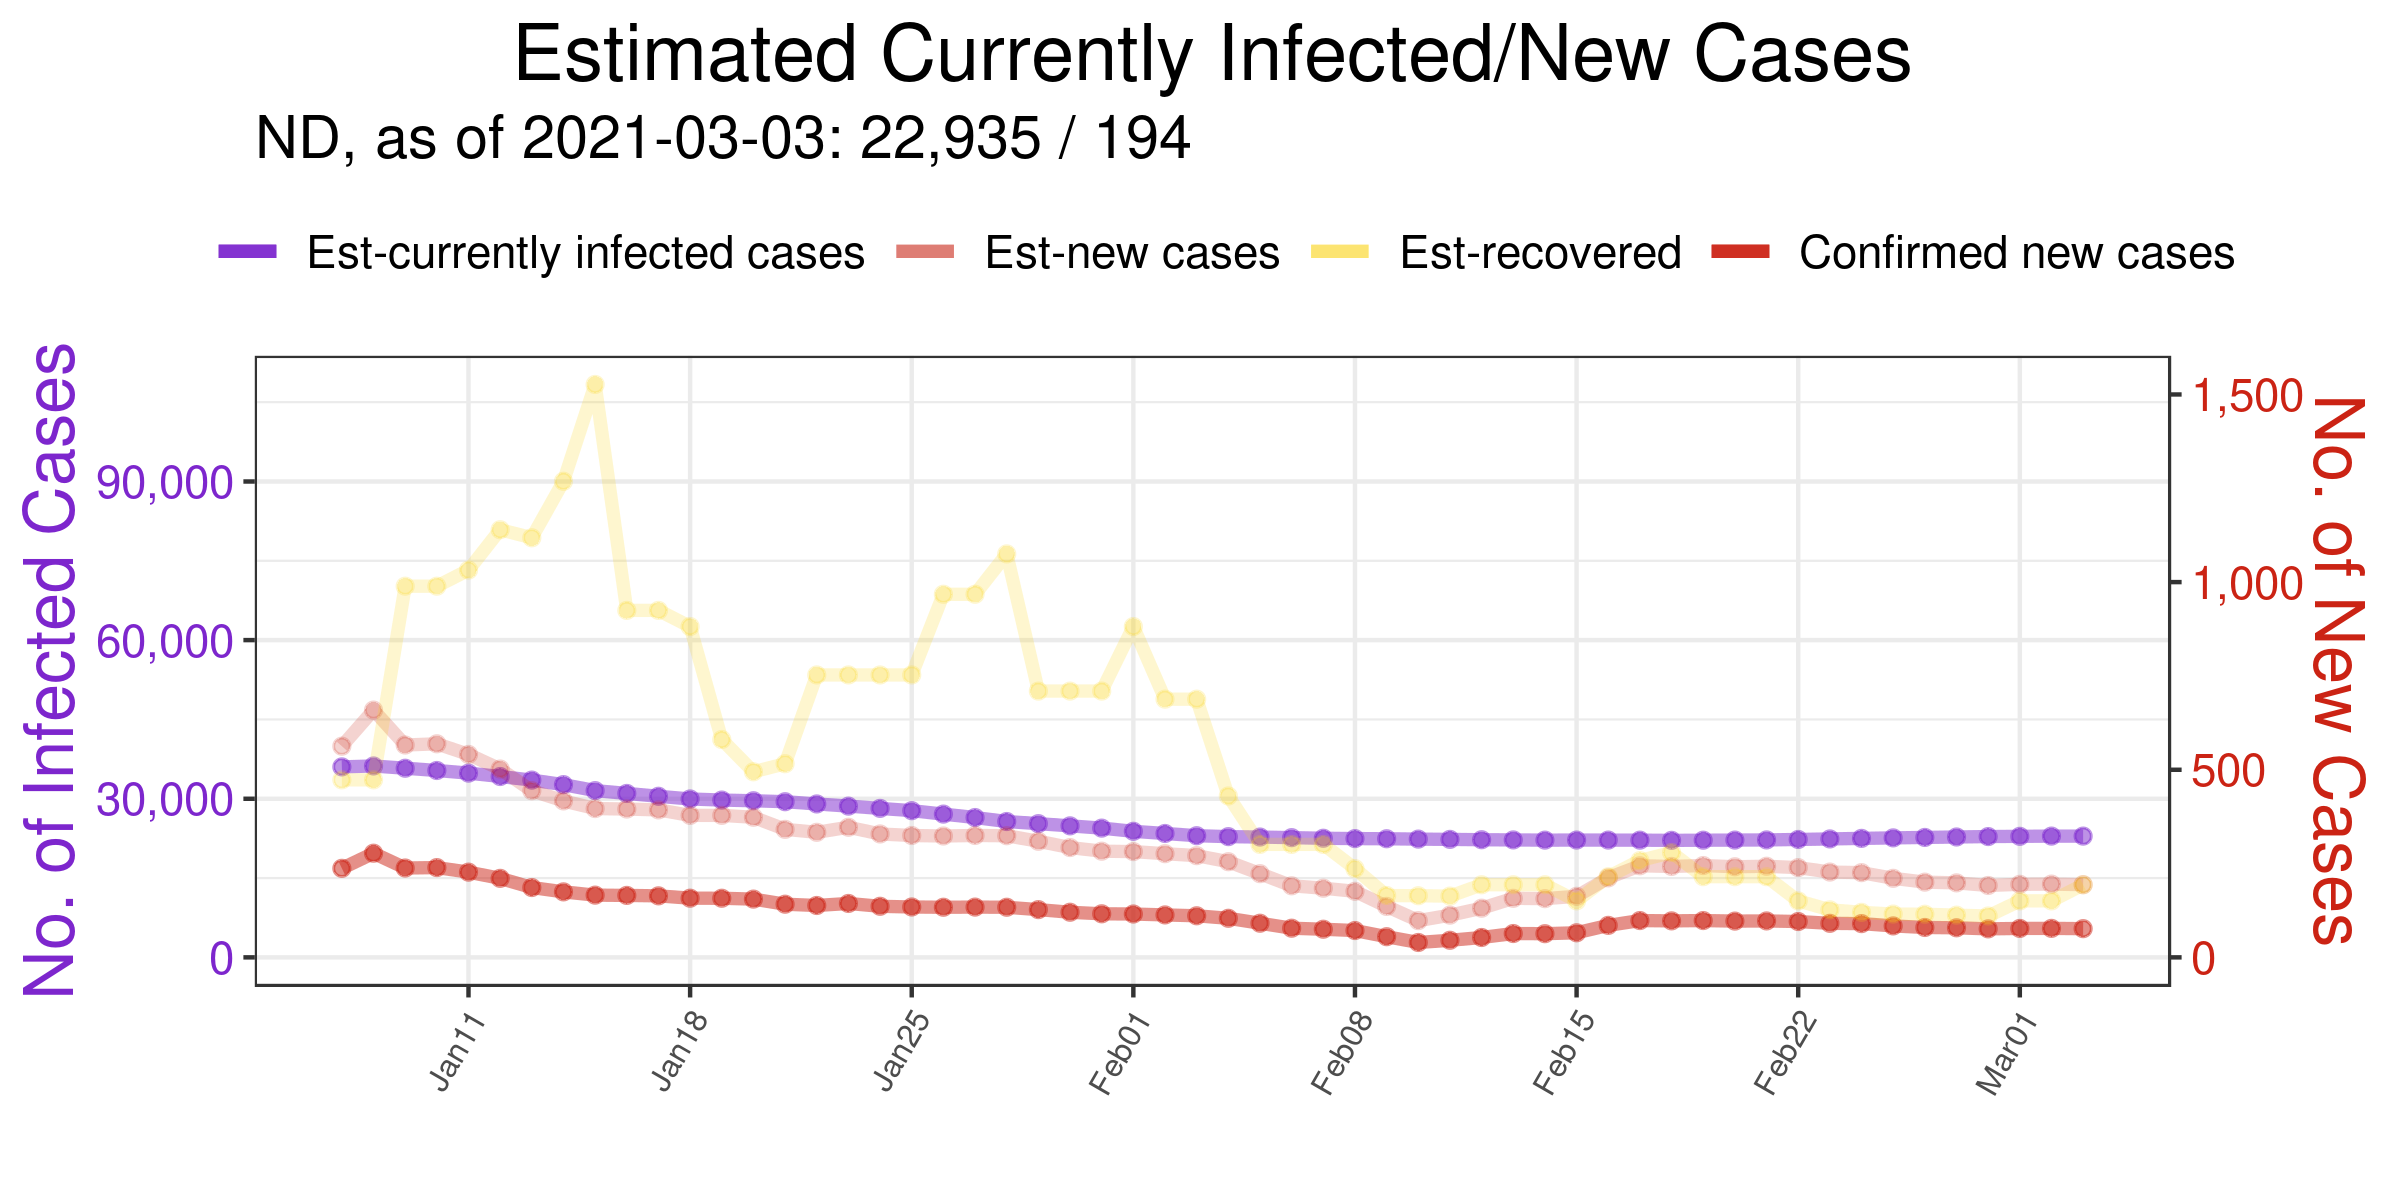 Estimated Currently Infected/New Cases
ND, as of 2021-03-03: 22,935 / 194
Est-currently infected cases Est-new cases Est-recovered Confirmed new cases
No. of Infected Cases
90,000
60,000
30,000
0
1,500
1,000
500
0
No. of New Cases
Jan11 Jan18 Jan25 Feb01 Feb08 Feb15 Feb22 Mar01